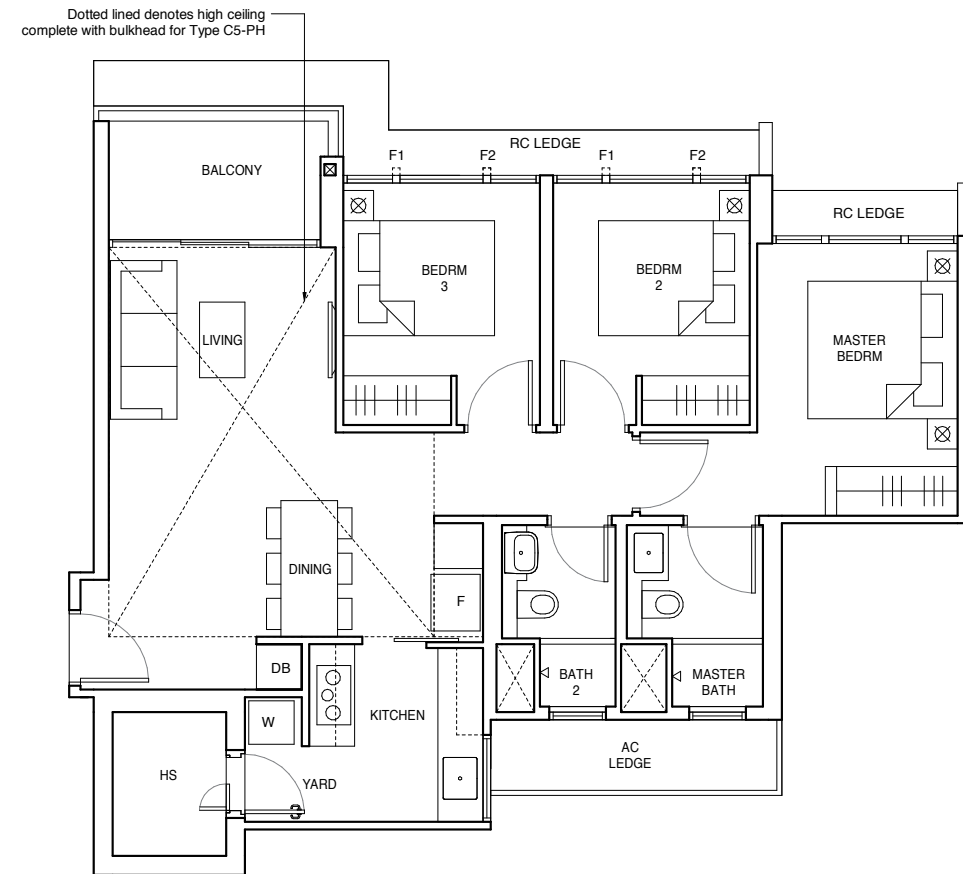 Dotted lined denotes high ceiling
complete with bulkhead for Type C5-PH
RC LEDGE
BALCONY
F1
F2
F1
F2
RC LEDGE
BEDRM
3
BEDRM
2
LIVING
MASTER
BEDRM
DINING
F
DB
BATH
2
MASTER
BATH
W
KITCHEN
HS
YARD
AC
LEDGE